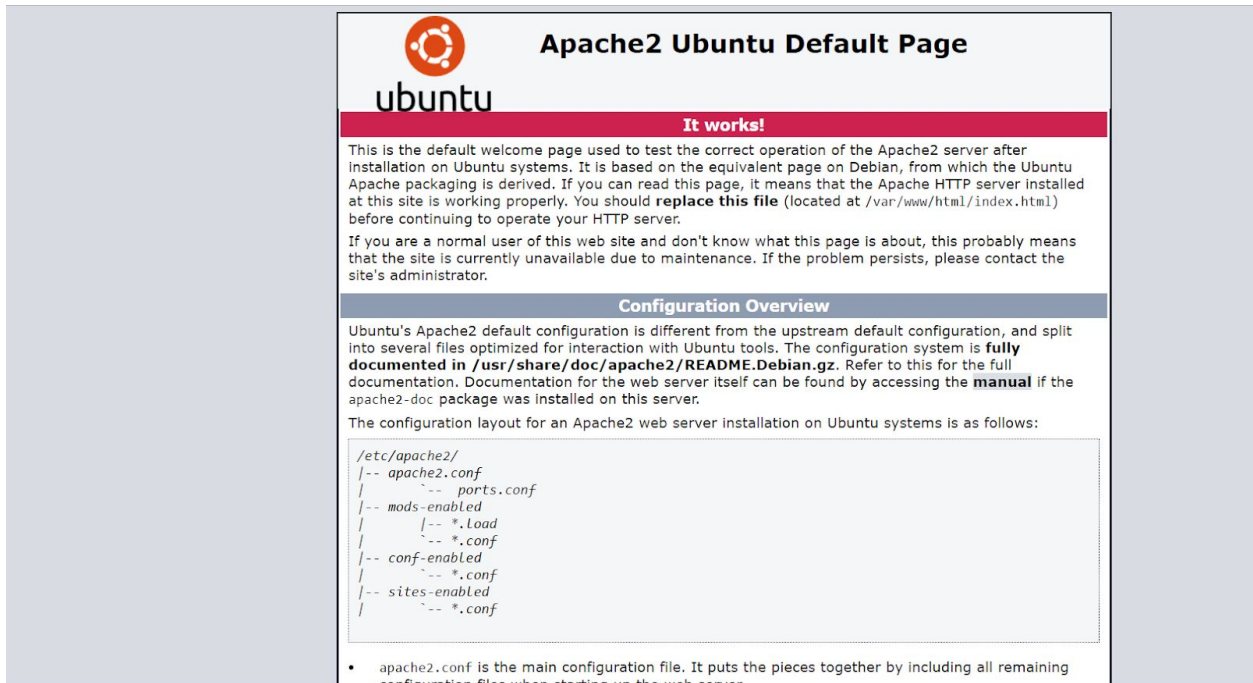 ubuntu
Apache2 Ubuntu Default Page
It works!
This is the default welcome page used to test the correct operation of the Apache2 server after
installation on Ubuntu systems. It is based on the equivalent page on Debian, from which the Ubuntu
Apache packaging is derived. If you can read this page, it means that the Apache HTTP server installed
at this site is working properly. You should replace this file (located at /var/www/html/index.html)
before continuing to operate your HTTP server.
If you are a normal user of this web site and don't know what this page is about, this probably means
that the site is currently unavailable due to maintenance. If the problem persists, please contact the
site's administrator.
Configuration Overview
Ubuntu's Apache2 default configuration is different from the upstream default configuration, and split
into several files optimized for interaction with Ubuntu tools. The configuration system is fully
documented in /usr/share/doc/apache2/README.Debian.gz. Refer to this for the full
documentation. Documentation for the web server itself can be found by accessing the manual if the
apache2-doc package was installed on this server.
The configuration layout for an Apache2 web server installation on Ubuntu systems is as follows:
/etc/apache2/
|-- apache2.conf
|       `--  ports.conf
|-- mods-enabled
|       |-- *.load
|       `-- *.conf
|-- conf-enabled
|       `-- *.conf
|-- sites-enabled
|       `-- *.conf
• apache2.conf is the main configuration file. It puts the pieces together by including all remaining
configuration files when starting up the web server.